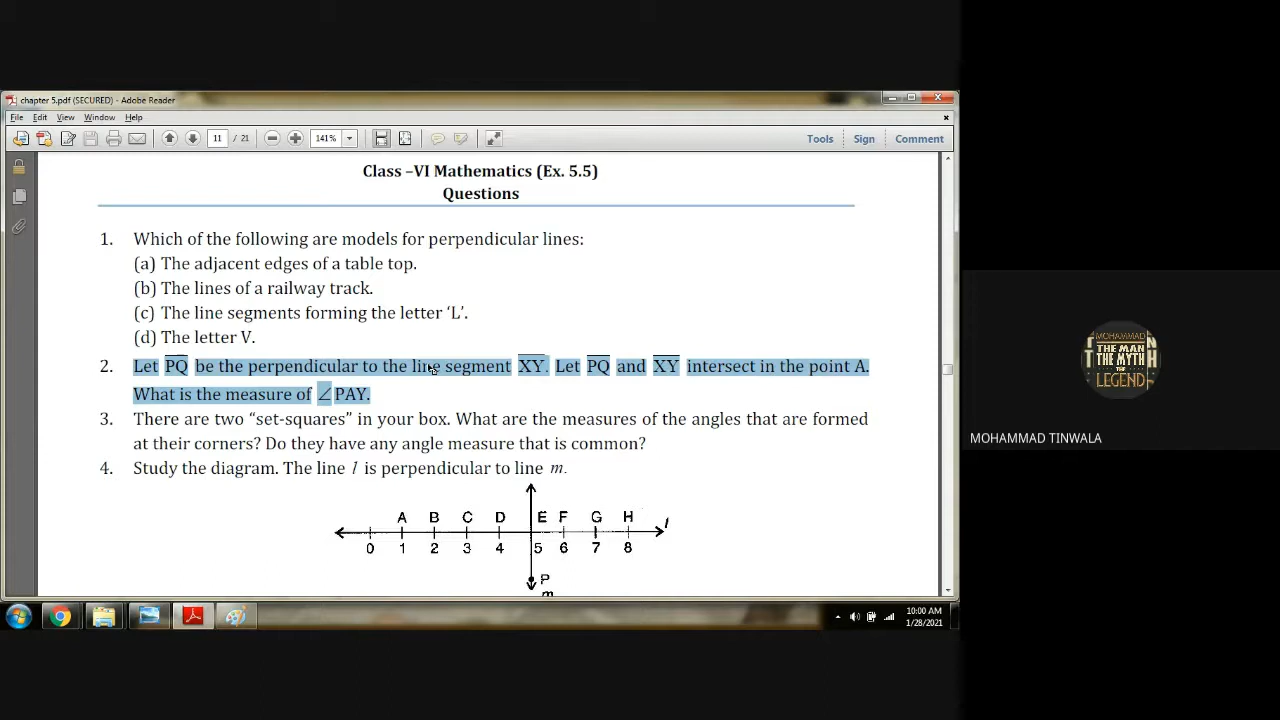 chapter 5.pdf (SECURED) - Adobe Reader
File Edit View Window Help
11 / 21 141% Tools Sign Comment
Class –VI Mathematics (Ex. 5.5)
Questions
1. Which of the following are models for perpendicular lines:
(a) The adjacent edges of a table top.
(b) The lines of a railway track.
(c) The line segments forming the letter ‘L’.
(d) The letter V.
2. Let PQ be the perpendicular to the line segment XY. Let PQ and XY intersect in the point A.
What is the measure of ∠PAY.
3. There are two “set-squares” in your box. What are the measures of the angles that are formed
at their corners? Do they have any angle measure that is common?
4. Study the diagram. The line l is perpendicular to line m.
A B C D E F G H l
0 1 2 3 4 5 6 7 8
P
m
10:00 AM
1/28/2021
MOHAMMAD
THE MAN
THE MYTH
THE
LEGEND
MOHAMMAD TINWALA